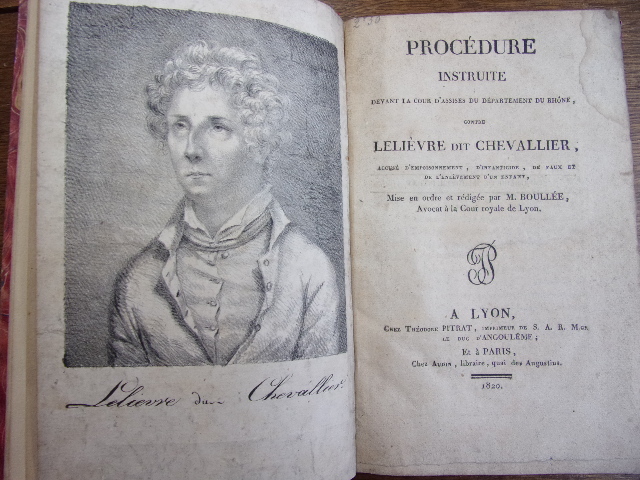 Leliévre dit Chevallier
PROCÉDURE
INSTRUITE
DEVANT LA COUR D'ASSISES DU DÉPARTEMENT DU RHÔNE,
CONTRE
LELIÈVRE DIT CHEVALLIER,
ACCUSÉ D'EMPOISONNEMENT, D'INFANTICIDE, DE FAUX ET
DE L'ENLÈVEMENT D'UN ENFANT,
Mise en ordre et rédigée par M. BOULLÉE,
Avocat à la Cour royale de Lyon.
A LYON,
CHEZ THÉODORE PITRAT, IMPRIMEUR DE S. A. R. MGR.
LE DUC D'ANGOULÊME;
Et à PARIS,
Chez AUDIN, libraire, quai des Augustins.
1820.